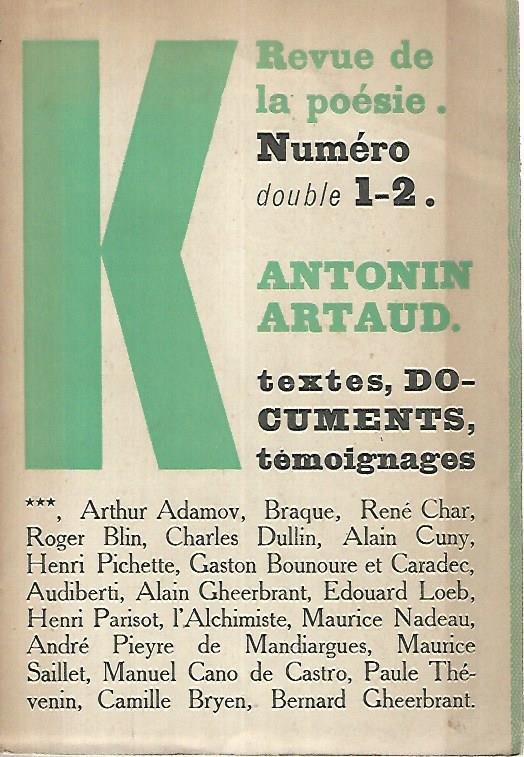 K
Revue de
la poésie.
Numéro
double 1-2.
ANTONIN
ARTAUD.
textes, DO-
CUMENTS,
témoignages
***, Arthur Adamov, Braque, René Char,
Roger Blin, Charles Dullin, Alain Cuny,
Henri Pichette, Gaston Bounoure et Caradec,
Audiberti, Alain Gheerbrant, Edouard Loeb,
Henri Parisot, l'Alchimiste, Maurice Nadeau,
André Pieyre de Mandiargues, Maurice
Saillet, Manuel Cano de Castro, Paule Thé-
venin, Camille Bryen, Bernard Gheerbrant.